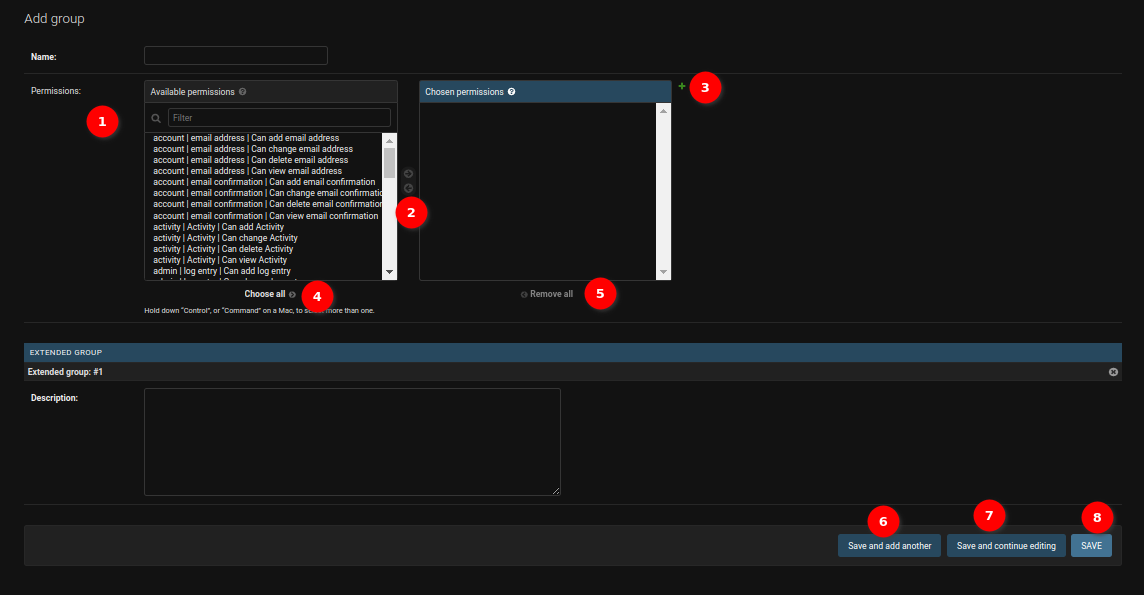 Add group
Name:
Permissions:
1
Available permissions ?
Filter
account | email address | Can add email address
account | email address | Can change email address
account | email address | Can delete email address
account | email address | Can view email address
account | email confirmation | Can add email confirmation
account | email confirmation | Can change email confirmatio
account | email confirmation | Can delete email confirmation
account | email confirmation | Can view email confirmation
activity | Activity | Can add Activity
activity | Activity | Can change Activity
activity | Activity | Can delete Activity
activity | Activity | Can view Activity
admin | log entry | Can add log entry
2
Chosen permissions ?
+
3
Choose all
4
Remove all
5
Hold down "Control", or "Command" on a Mac, to more than one.
EXTENDED GROUP
Extended group: #1
Description:
6
7
8
Save and add another
Save and continue editing
SAVE